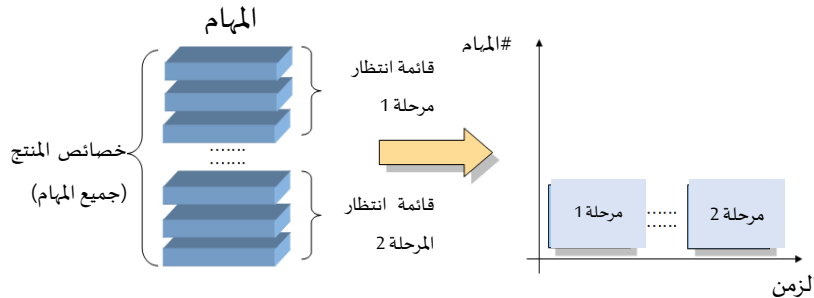 المهام
قائمة انتظار
مرحلة 1
خصائص المنتج
(جميع المهام)
قائمة انتظار
المرحلة 2
#المهام
مرحلة 1
مرحلة 2
لزمن